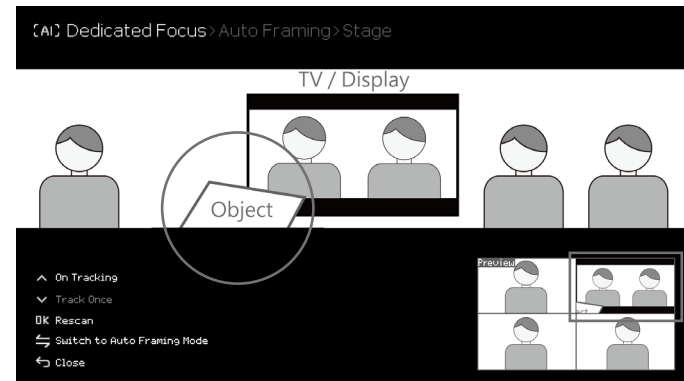 [AI] Dedicated Focus>Auto Framing>Stage
TV / Display
Object
On Tracking
Track Once
OK Rescan
Switch to Auto Framing Mode
Close
Preview
ect